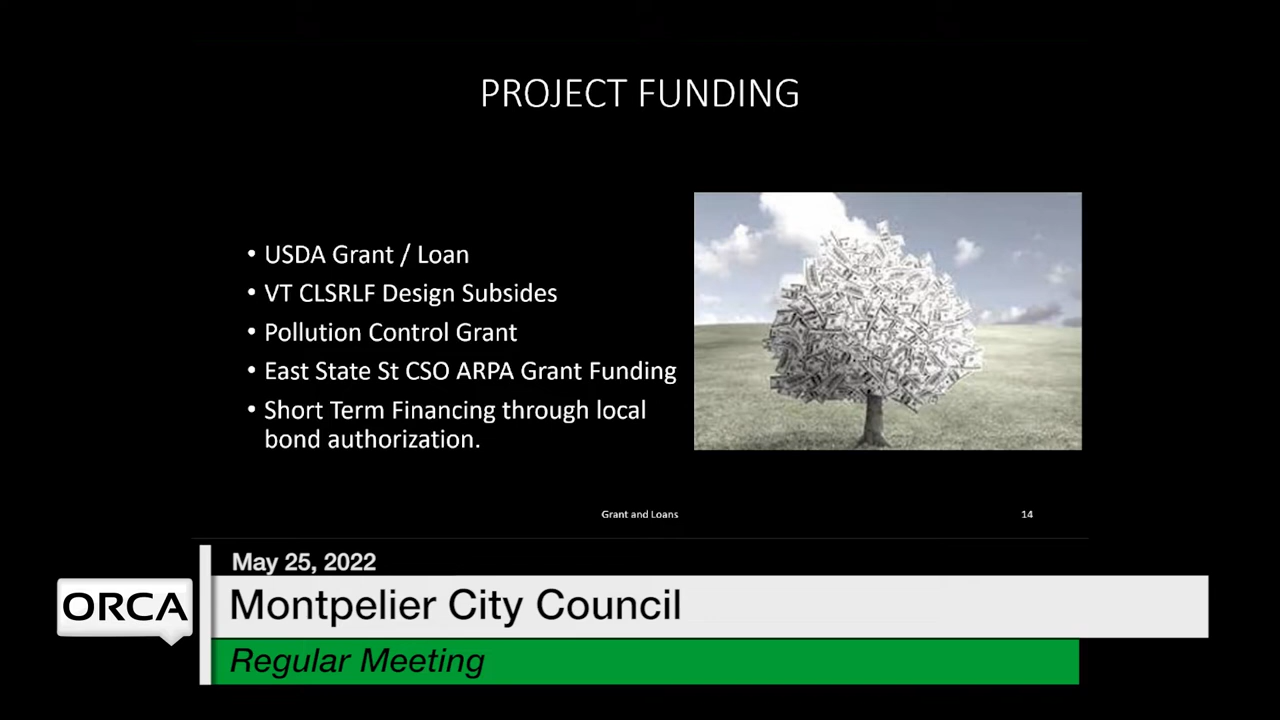 PROJECT FUNDING
• USDA Grant / Loan
• VT CLSRLF Design Subsides
• Pollution Control Grant
• East State St CSO ARPA Grant Funding
• Short Term Financing through local
bond authorization.
Grant and Loans
14
May 25, 2022
ORCA
Montpelier City Council
Regular Meeting